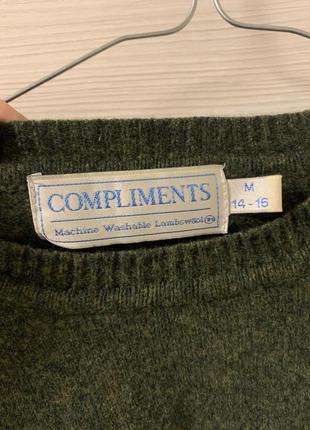 COMPLIMENTS
Machine Washable Lambswool
M
14-16